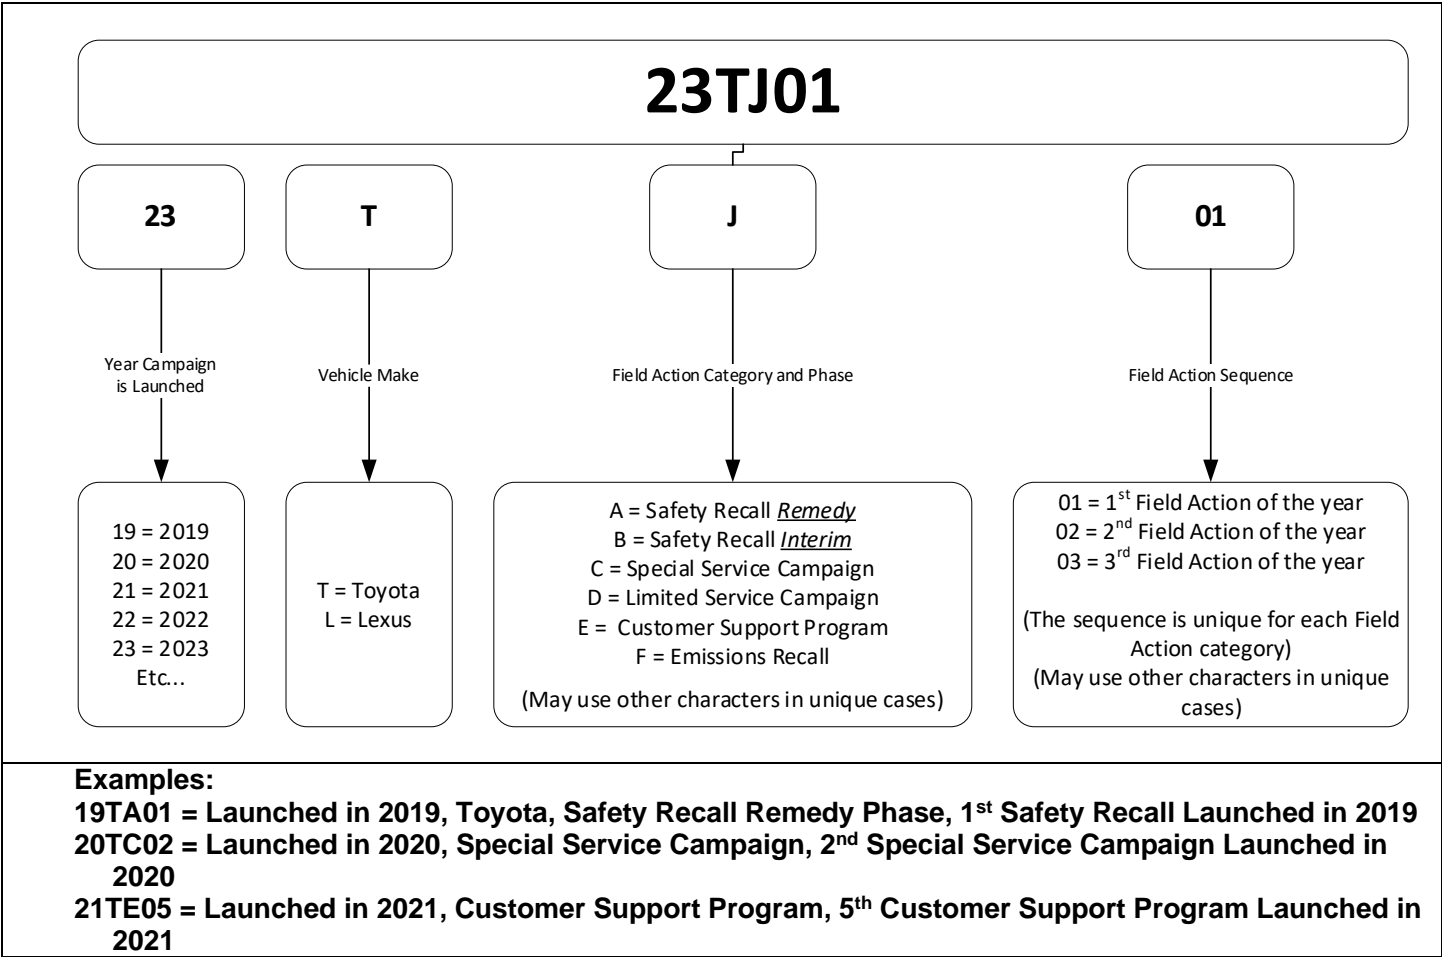 23TJ01
23
T
J
01
Year Campaign
is Launched
Vehicle Make
Field Action Category and Phase
Field Action Sequence
19 = 2019
20 = 2020
21 = 2021
22 = 2022
23 = 2023
Etc...
T = Toyota
L = Lexus
A = Safety Recall Remedy
B = Safety Recall Interim
C = Special Service Campaign
D = Limited Service Campaign
E = Customer Support Program
F = Emissions Recall
(May use other characters in unique cases)
01 = 1st Field Action of the year
02 = 2nd Field Action of the year
03 = 3rd Field Action of the year
(The sequence is unique for each Field
Action category)
(May use other characters in unique
cases)
Examples:
19TA01 = Launched in 2019, Toyota, Safety Recall Remedy Phase, 1st Safety Recall Launched in 2019
20TC02 = Launched in 2020, Special Service Campaign, 2nd Special Service Campaign Launched in
2020
21TE05 = Launched in 2021, Customer Support Program, 5th Customer Support Program Launched in
2021